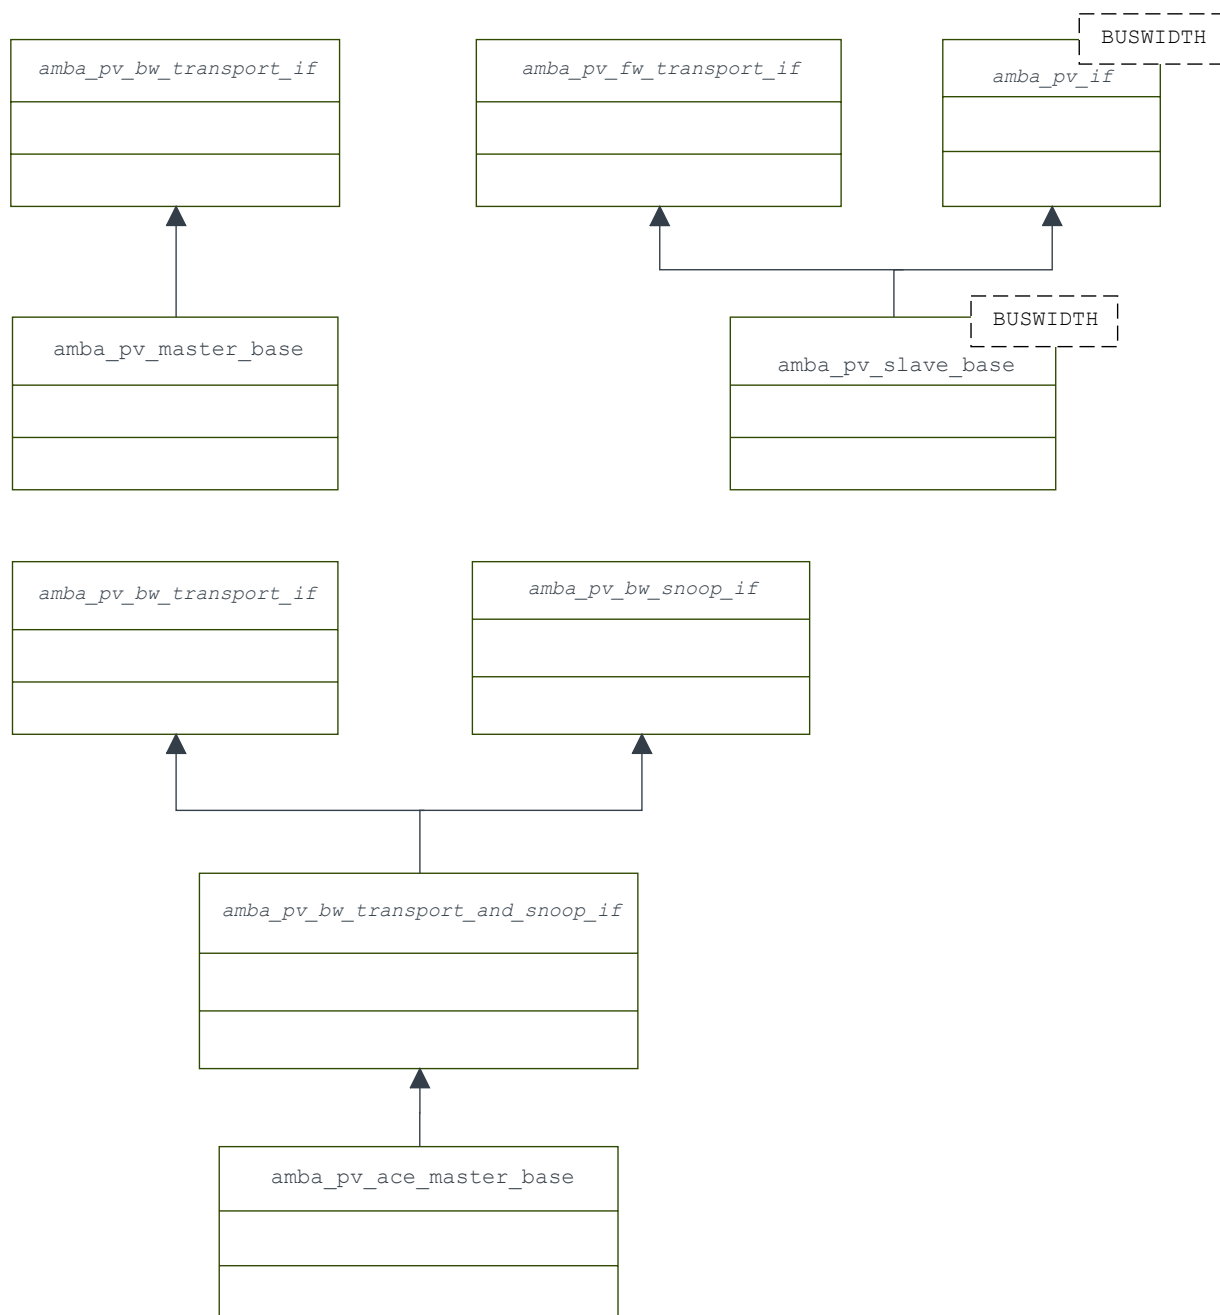 BUSWIDTH
amba_pv_bw_transport_if
amba_pv_fw_transport_if
amba_pv_if
BUSWIDTH
amba_pv_master_base
amba_pv_slave_base
amba_pv_bw_transport_if
amba_pv_bw_snoop_if
amba_pv_bw_transport_and_snoop_if
amba_pv_ace_master_base